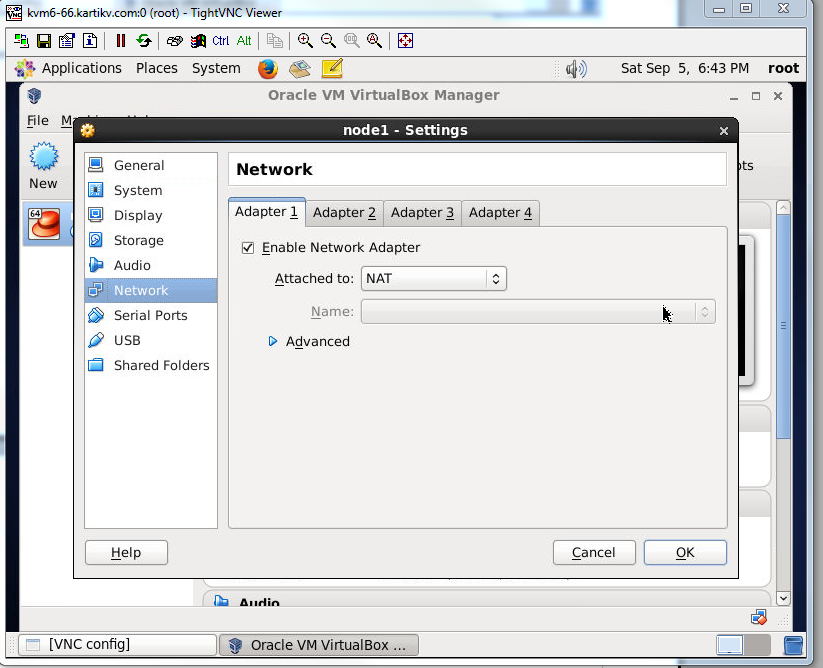 kvm6-66.kartikv.com:0 (root) - TightVNC Viewer
Ctrl Alt
Applications Places System Sat Sep 5, 6:43 PM root
Oracle VM VirtualBox Manager
File
node1 - Settings
New
64
General
System
Display
Storage
Audio
Network
Serial Ports
USB
Shared Folders
Network
Adapter 1 Adapter 2 Adapter 3 Adapter 4
Enable Network Adapter
Attached to: NAT
Name:
Advanced
Help Cancel OK
Audio
[VNC config] Oracle VM VirtualBox ...